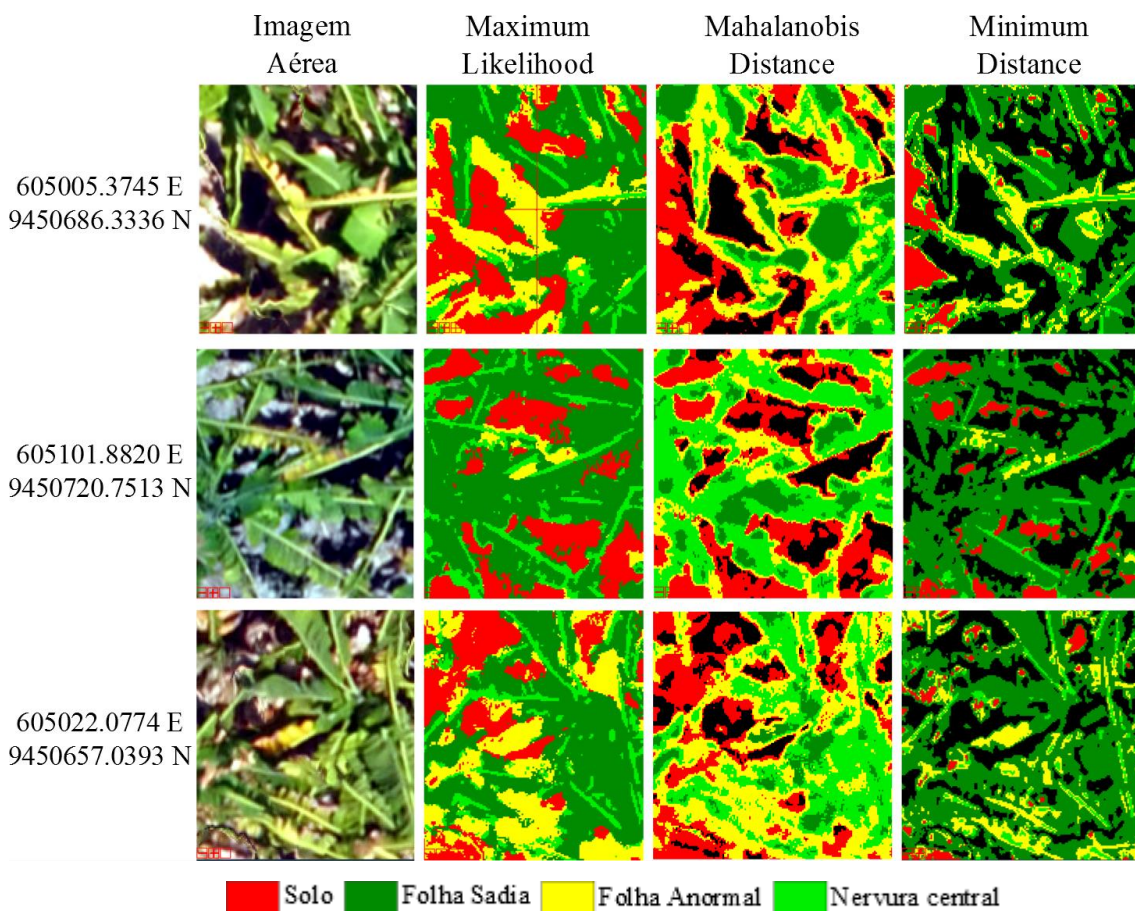 Imagem
Aérea
Maximum
Likelihood
Mahalanobis
Distance
Minimum
Distance
605005.3745 E
9450686.3336 N
605101.8820 E
9450720.7513 N
605022.0774 E
9450657.0393 N
Solo
Folha Sadia
Folha Anormal
Nervura central